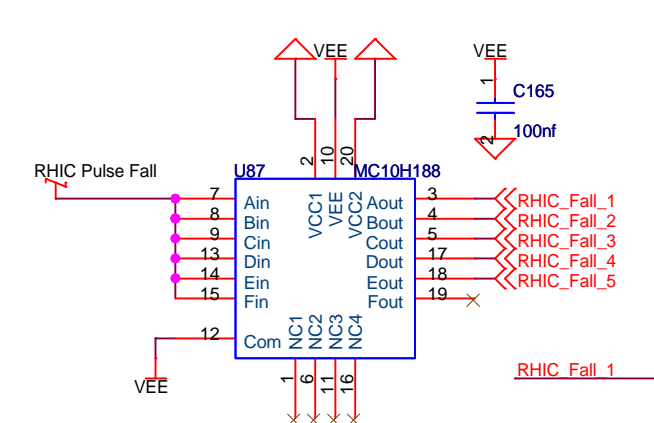 VEE
VEE
1
C165
2
100nf
2
10
20
RHIC Pulse Fall
U87
MC10H188
VCC1
VEE
VCC2
7
Ain
Aout
3
RHIC_Fall_1
8
Bin
Bout
4
RHIC_Fall_2
9
Cin
Cout
5
RHIC_Fall_3
13
Din
Dout
17
RHIC_Fall_4
14
Ein
Eout
18
RHIC_Fall_5
15
Fin
Fout
19
12
Com
NC1
NC2
NC3
NC4
VEE
1
6
11
16
RHIC_Fall_1